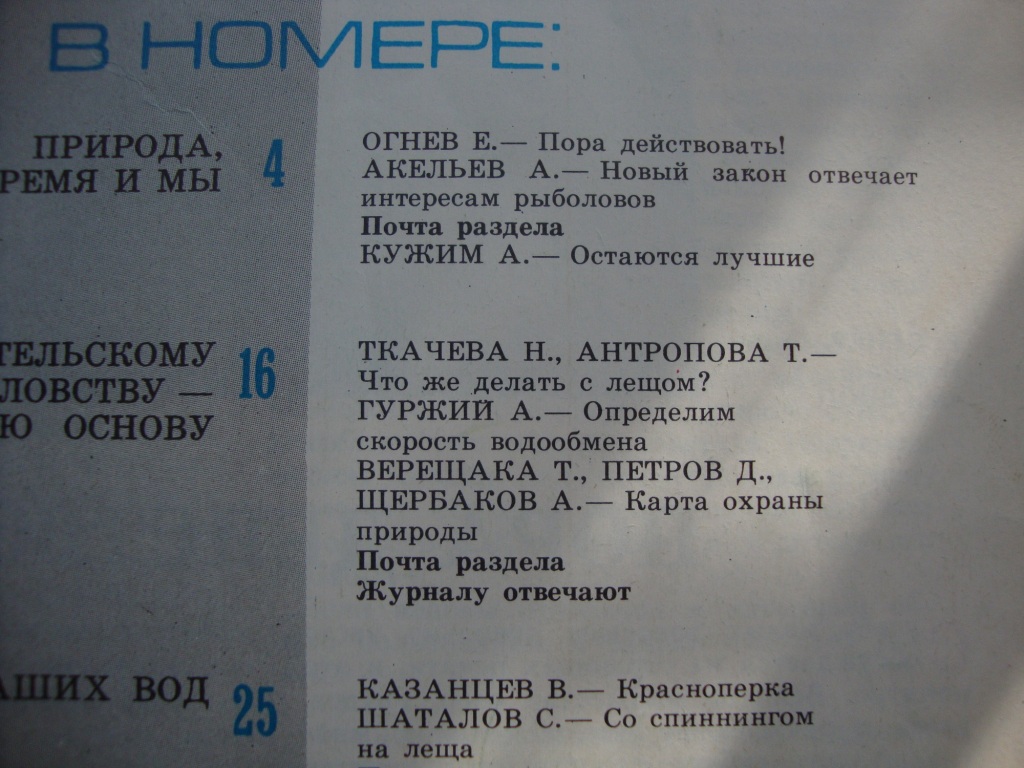 В НОМЕРЕ:
ПРИРОДА,
РЕМЯ И МЫ
4
ОГНЕВ Е.— Пора действовать!
АКЕЛЬЕВ А.— Новый закон отвечает
интересам рыболовов
Почта раздела
КУЖИМ А.— Остаются лучшие
ТЕЛЬСКОМУ
ЛОВСТВУ —
Ю ОСНОВУ
16
ТКАЧЕВА Н., АНТРОПОВА Т.—
Что же делать с лещом?
ГУРЖИЙ А.— Определим
скорость водообмена
ВЕРЕЩАКА Т., ПЕТРОВ Д.,
ЩЕРБАКОВ А.— Карта охраны
природы
Почта раздела
Журналу отвечают
АШИХ ВОД
25
КАЗАНЦЕВ В.— Красноперка
ШАТАЛОВ С.— Со спиннингом
на леща